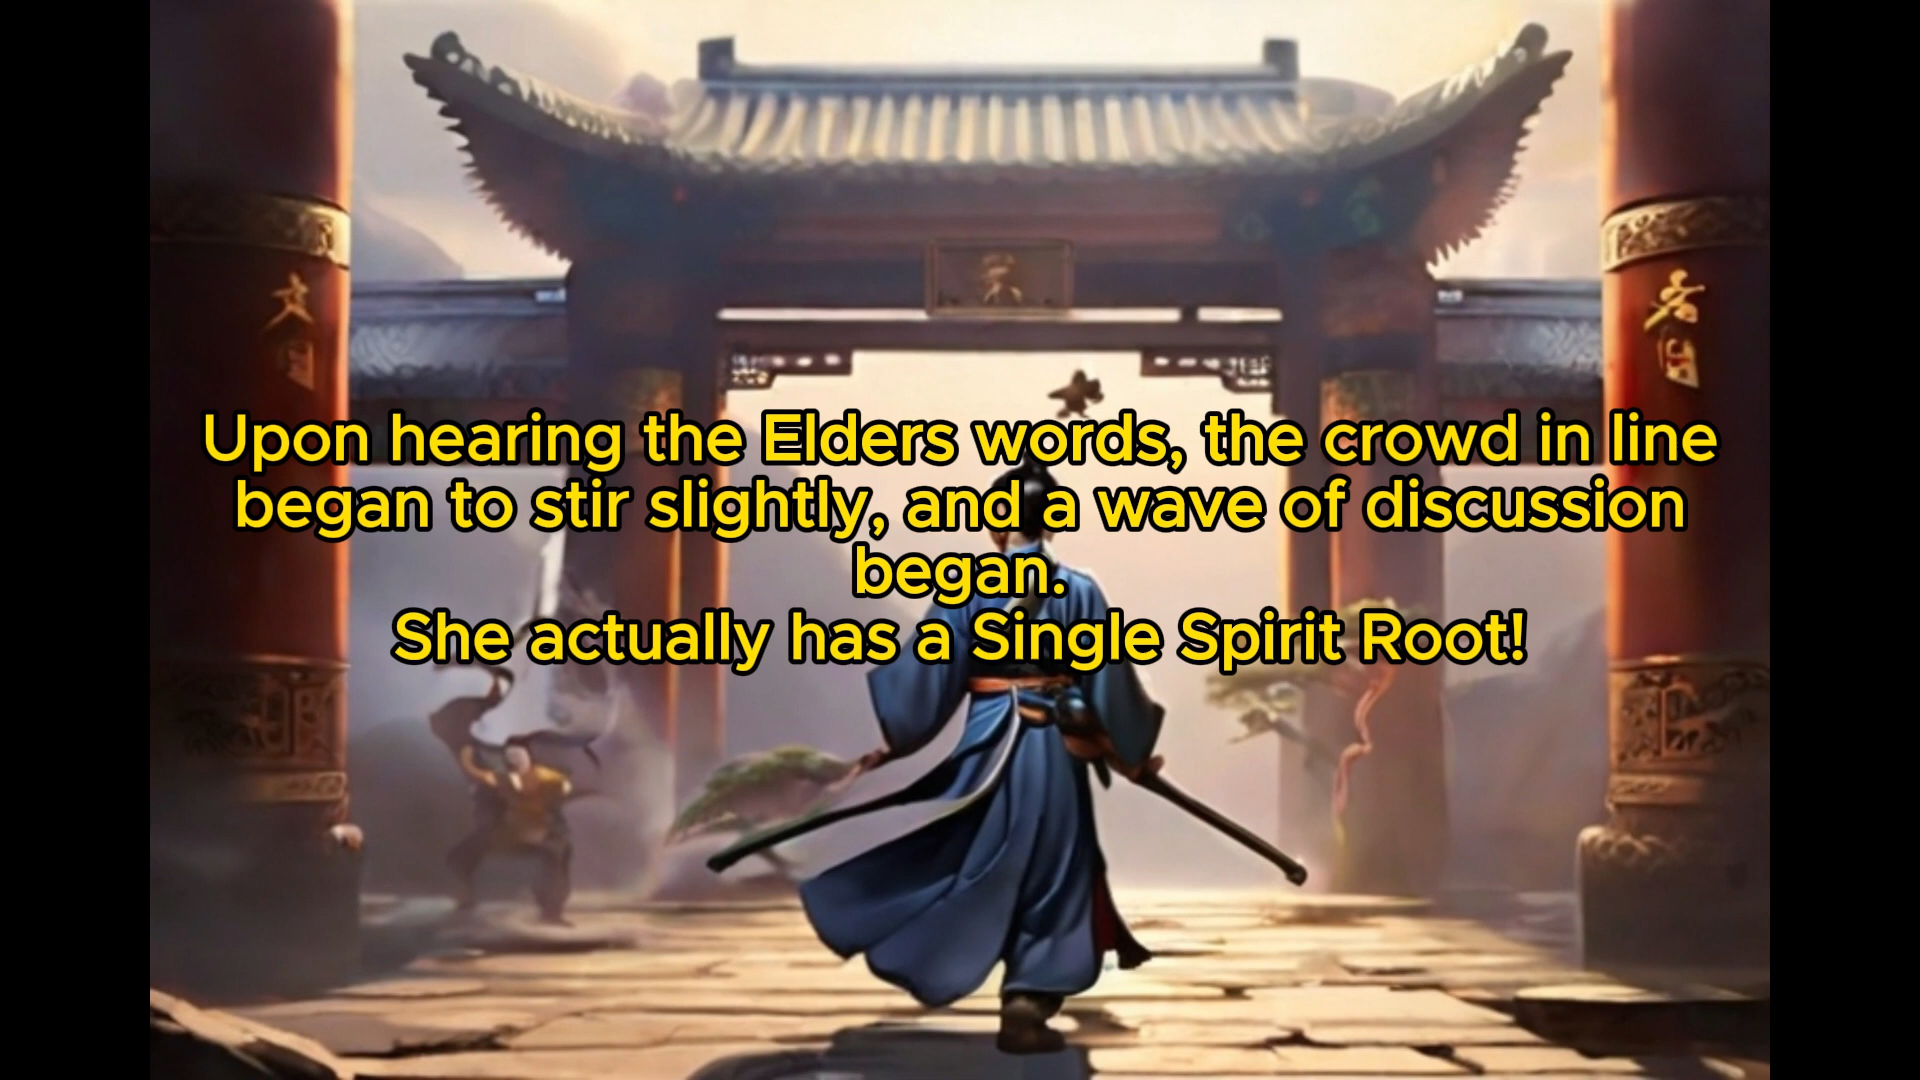 Upon hearing the Elders words, the crowd in line
began to stir slightly, and a wave of discussion
began.
She actually has a Single Spirit Root!